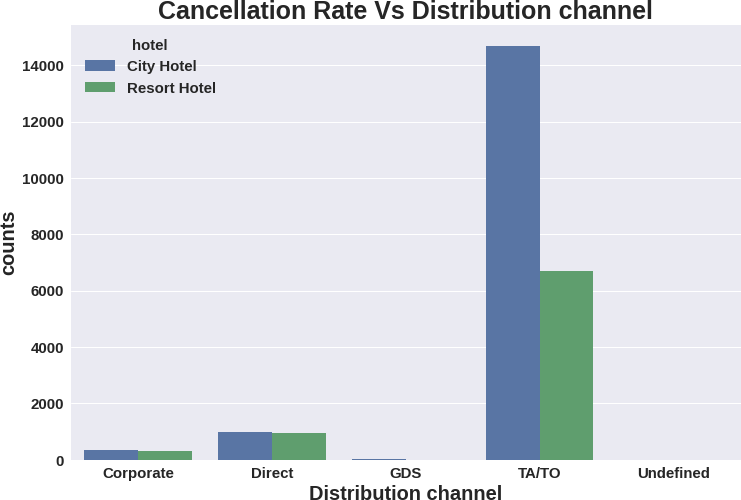 Cancellation Rate Vs Distribution channel
hotel
City Hotel
Resort Hotel
14000
12000
10000
8000
6000
4000
2000
0
counts
Corporate Direct GDS TA/TO Undefined
Distribution channel